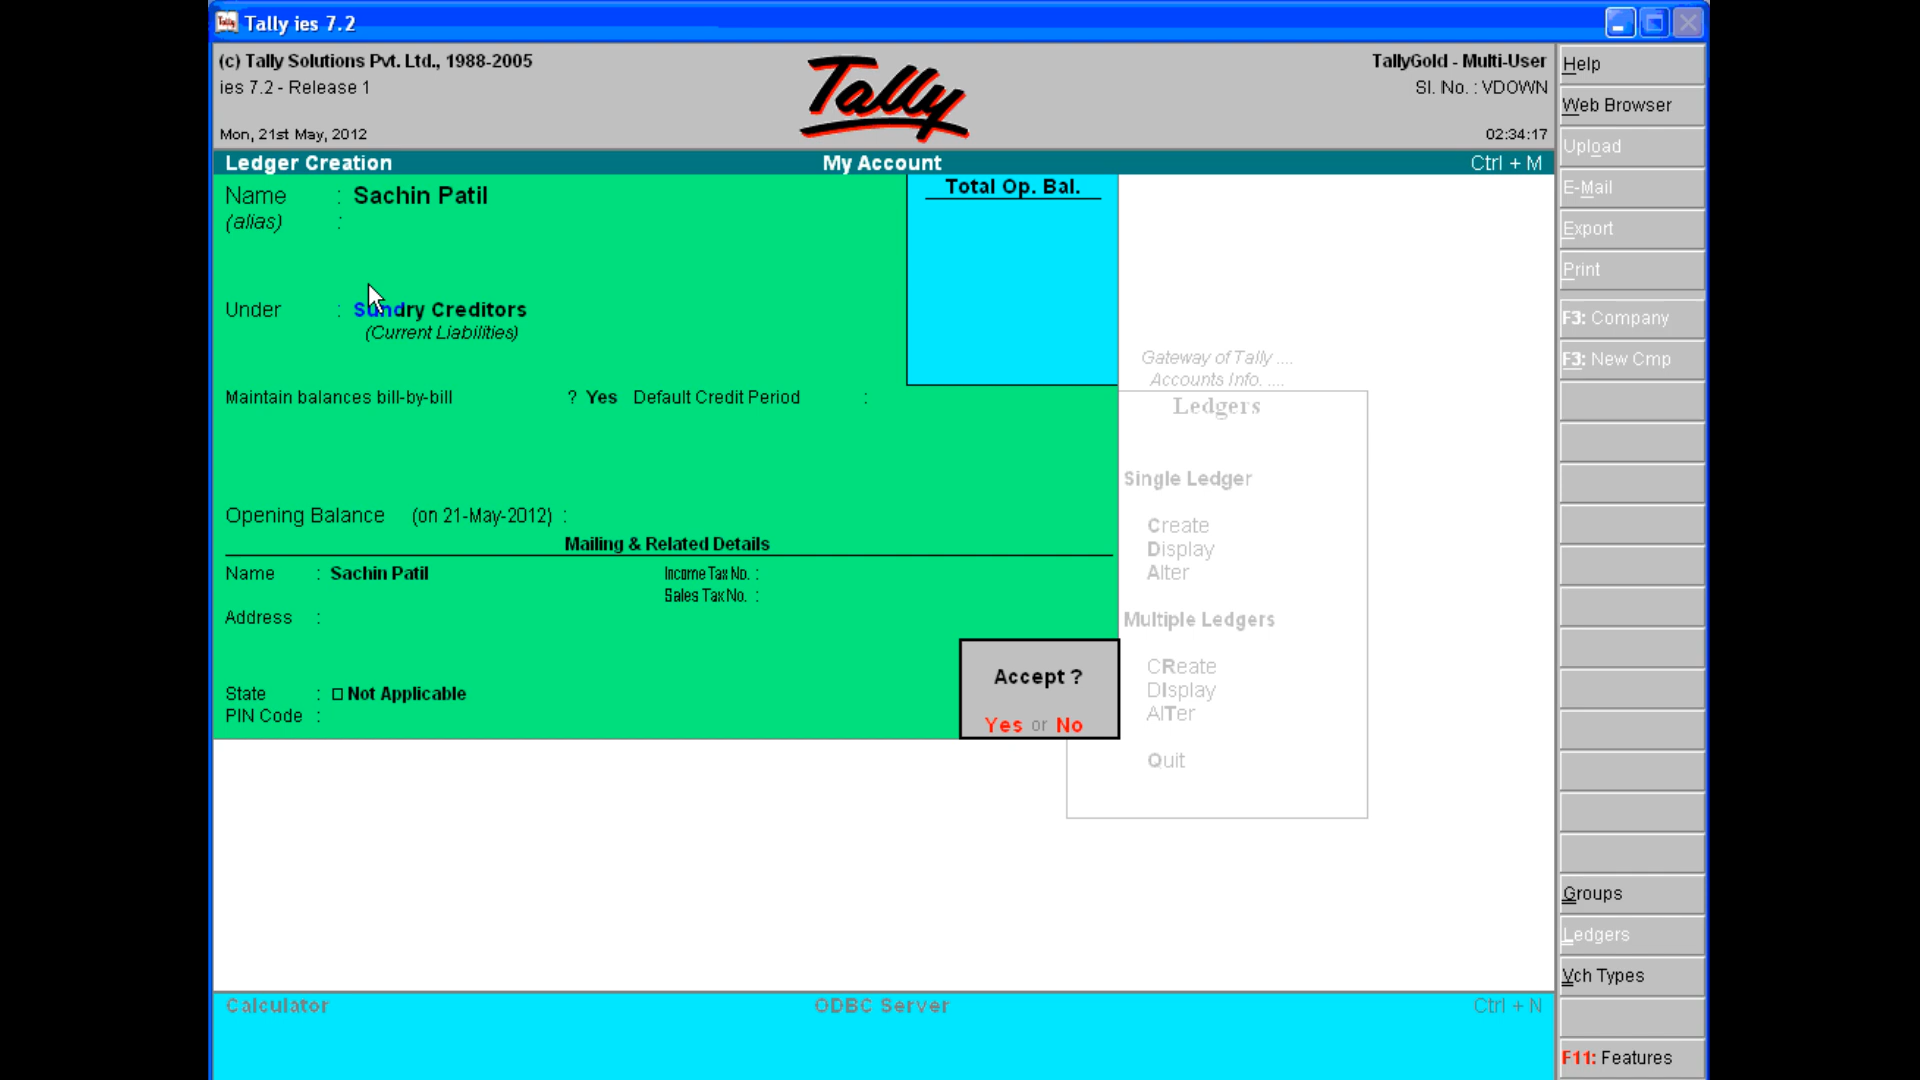 Tally ies 7.2
(c) Tally Solutions Pvt. Ltd., 1988-2005
ies 7.2 - Release 1
Mon, 21st May, 2012
Tally
TallyGold - Multi-User
Sl. No. : VDOWN
02:34:17
Ledger Creation My Account Ctrl + M
Name : Sachin Patil
(alias) :
Under : Sundry Creditors
(Current Liabilities)
Maintain balances bill-by-bill ? Yes Default Credit Period :
Opening Balance (on 21-May-2012) :
Mailing & Related Details
Name : Sachin Patil
Income Tax No. :
Sales Tax No. :
Address :
State : Not Applicable
PIN Code :
Total Op. Bal.
Accept ?
Yes or No
Gateway of Tally ....
Accounts Info. ....
Ledgers
Single Ledger
Create
Display
Alter
Multiple Ledgers
CReate
DIsplay
AlTer
Quit
Help
Web Browser
Upload
E-Mail
Export
Print
F3: Company
F3: New Cmp
Groups
Ledgers
Vch Types
F11: Features
Calculator ODBC Server Ctrl + N